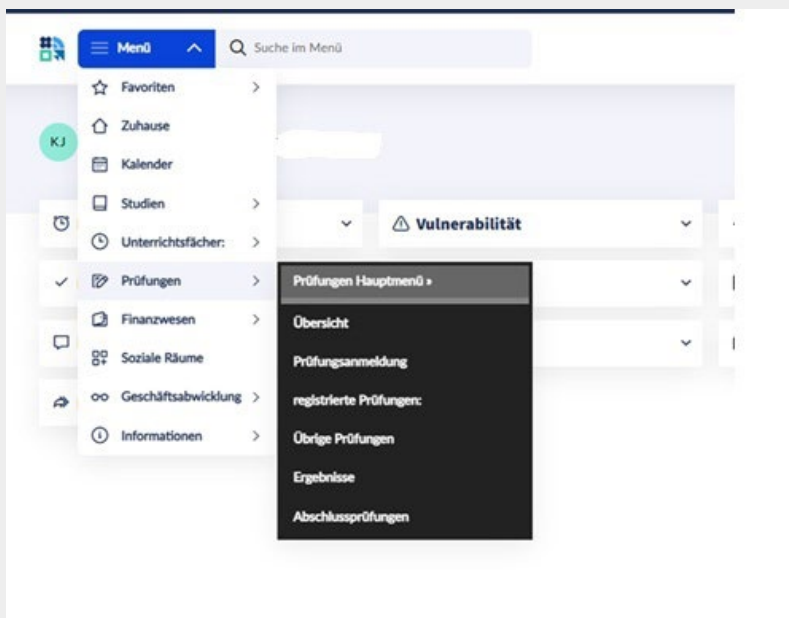 Menü
Suche im Menü
Favoriten
Zuhause
KJ
Kalender
Studien
Vulnerabilität
Unterrichtsfächer:
Prüfungen
Prüfungen Hauptmenü »
Finanzwesen
Übersicht
Soziale Räume
Prüfungsanmeldung
Geschäftsabwicklung
registrierte Prüfungen:
Informationen
Übrige Prüfungen
Ergebnisse
Abschlussprüfungen